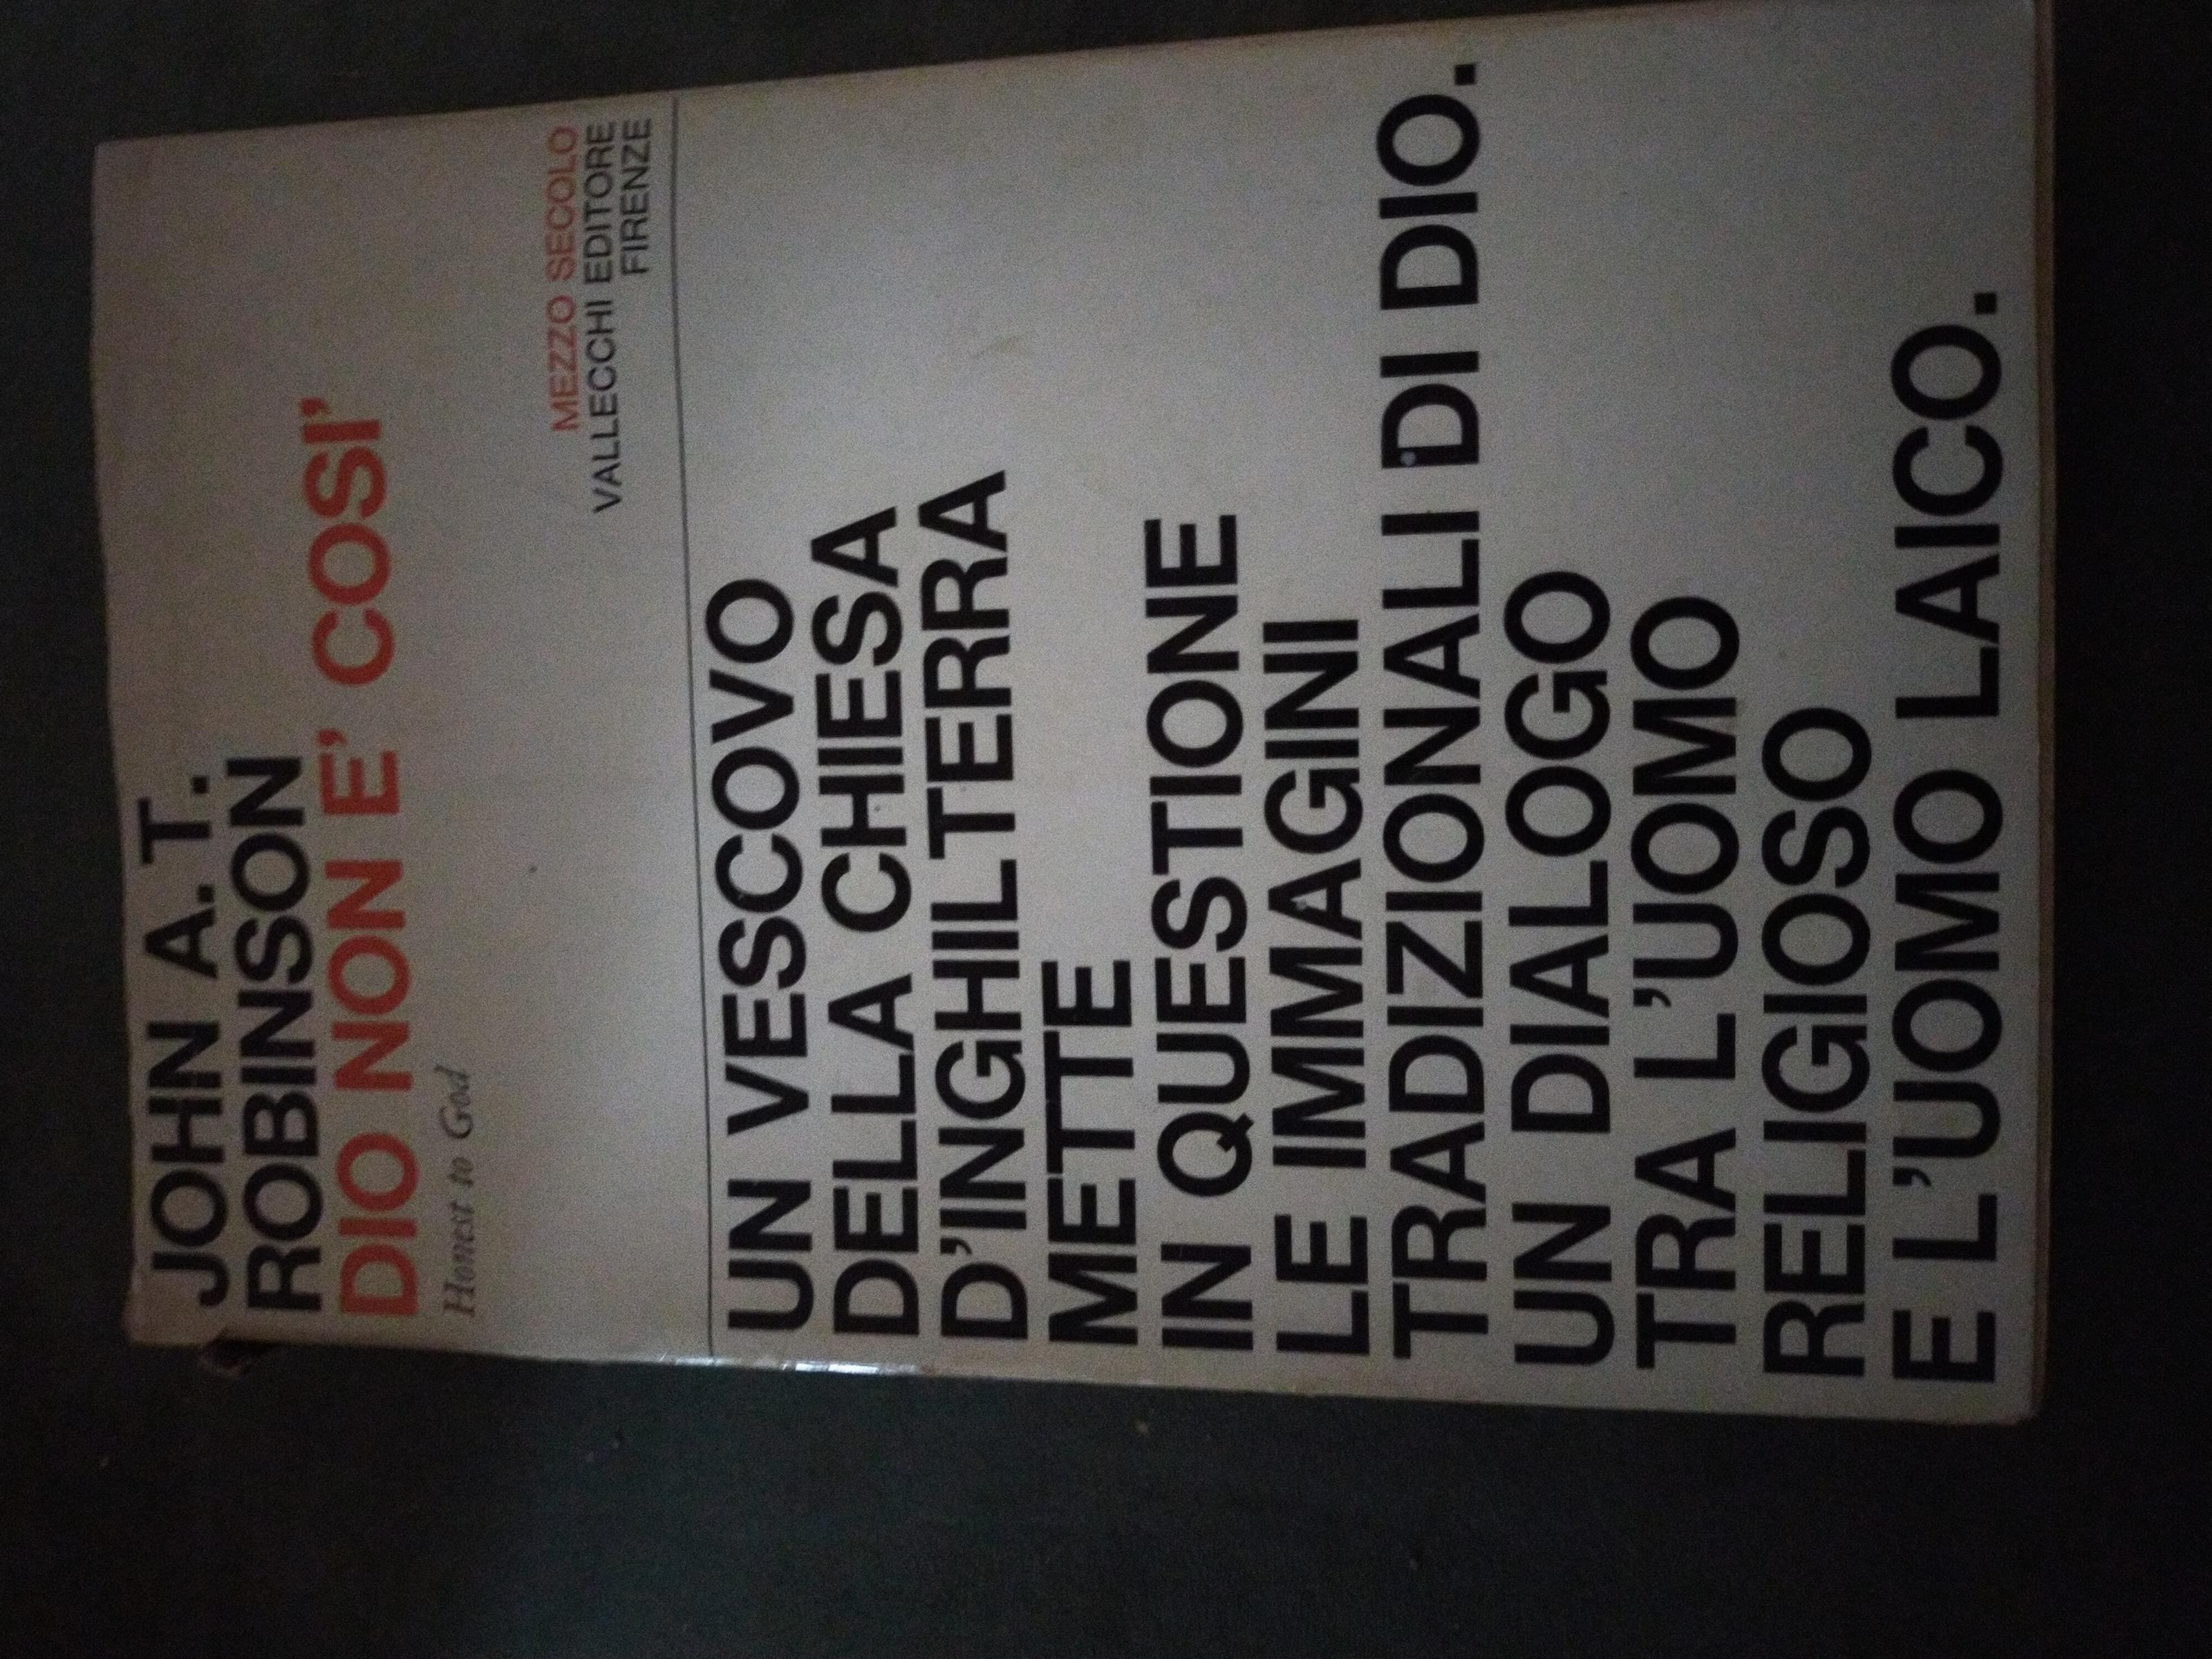 JOHN A.T.
ROBINSON
DIO NON E' COSI'
Honest to God
MEZZO SECOLO
VALLECCHI EDITORE
FIRENZE
UN VESCOVO
DELLA CHIESA
D'INGHILTERRA
METTE
IN QUESTIONE
LE IMMAGINI
TRADIZIONALI DI DIO.
UN DIALOGO
TRA L'UOMO
RELIGIOSO
E L'UOMO LAICO.